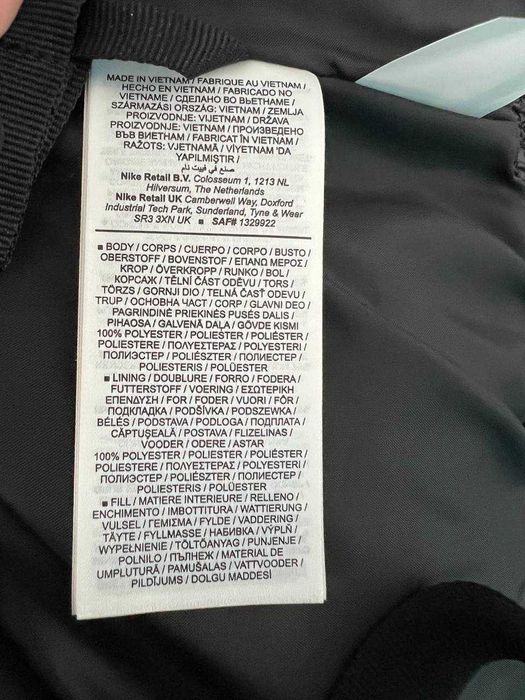 MADE IN VIETNAM / FABRIQUE AU VIETNAM /
HECHO EN VIETNAM / FABRICADO NO
VIETNAME / СДЕЛАНО ВО ВЬЕТНАМЕ /
SZÁRMAZÁSI ORSZÁG: VIETNAM / ZEMLJA
PROIZVODNJE: VIJETNAM / DRŽAVA
PROIZVODNJE: VIETNAM / ПРОИЗВЕДЕНО
ВЪВ ВИЕТНАМ / FABRICAT ÎN VIETNAM /
RAŽOTS: VJETNAMĀ / VİYETNAM 'DA
YAPILMIŞTIR /
صنع في فييت نام
Nike Retail B.V. Colosseum 1, 1213 NL
Hilversum, The Netherlands
Nike Retail UK Camberwell Way, Doxford
Industrial Tech Park, Sunderland, Tyne & Wear
SR3 3XN UK ■ SAF# 1329922
■ BODY / CORPS / CUERPO / CORPO / BUSTO /
OBERSTOFF / BOVENSTOF / ΕΠΑΝΩ ΜΕΡΟΣ /
KROP / ÖVERKROPP / RUNKO / BOL /
КОРСАЖ / TĚLNÍ ČÁST ODĚVU / TORS /
TÖRZS / GORNJI DIO / TELNÁ ČASŤ ODEVU /
TRUP / ОСНОВНА ЧАСТ / CORP / GLAVNI DEO /
PAGRINDINĖ PRIEKINĖS PUSĖS DALIS /
PIHAOSA / GALVENĀ DAĻA / GÖVDE KISMI
100% POLYESTER / POLIESTER / POLIÉSTER /
POLIESTERE / ΠΟΛΥΕΣΤΕΡΑΣ / POLYESTERI /
ПОЛИЭСТЕР / POLIÉSZTER / ПОЛИЕСТЕР /
POLIESTERIS / POLÜESTER
■ LINING / DOUBLURE / FORRO / FODERA /
FUTTERSTOFF / VOERING / ΕΣΩΤΕΡΙΚΗ
ΕΠΕΝΔΥΣΗ / FOR / FODER / VUORI / FÔR /
ПОДКЛАДКА / PODŠÍVKA / PODSZEWKA /
BÉLÉS / PODSTAVA / PODLOGA / ПОДПЛАТА /
CĂPTUŞEALĂ / POSTAVA / FLIZELINAS /
VOODER / ODERE / ASTAR
100% POLYESTER / POLIESTER / POLIÉSTER /
POLIESTERE / ΠΟΛΥΕΣΤΕΡΑΣ / POLYESTERI /
ПОЛИЭСТЕР / POLIÉSZTER / ПОЛИЕСТЕР /
POLIESTERIS / POLÜESTER
■ FILL / MATIERE INTERIEURE / RELLENO /
ENCHIMENTO / IMBOTTITURA / WATTIERUNG /
VULSEL / ΓΕΜΙΣΜΑ / FYLDE / VADDERING /
TÄYTE / FYLLMASSE / НАБИВКА / VÝPLŇ /
WYPEŁNIENIE / TÖLTŐANYAG / PUNJENJE /
POLNILO / ПЪЛНЕЖ / MATERIAL DE
UMPLUTURĂ / PAMUŠALAS / VATTVOODER /
PILDĪJUMS / DOLGU MADDESİ